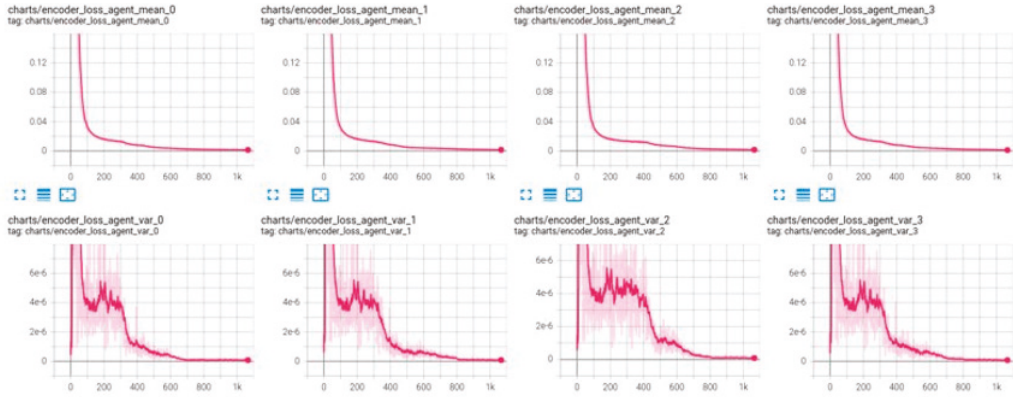 charts/encoder_loss_agent_mean_0
tag: charts/encoder_loss_agent_mean_0
0.12
0.08
0.04
0
0 200 400 600 800 1k
charts/encoder_loss_agent_mean_1
tag: charts/encoder_loss_agent_mean_1
0.12
0.08
0.04
0
0 200 400 600 800 1k
charts/encoder_loss_agent_mean_2
tag: charts/encoder_loss_agent_mean_2
0.12
0.08
0.04
0
0 200 400 600 800 1k
charts/encoder_loss_agent_mean_3
tag: charts/encoder_loss_agent_mean_3
0.12
0.08
0.04
0
0 200 400 600 800 1k
charts/encoder_loss_agent_var_0
tag: charts/encoder_loss_agent_var_0
6e-6
4e-6
2e-6
0
0 200 400 600 800 1k
charts/encoder_loss_agent_var_1
tag: charts/encoder_loss_agent_var_1
6e-6
4e-6
2e-6
0
0 200 400 600 800 1k
charts/encoder_loss_agent_var_2
tag: charts/encoder_loss_agent_var_2
6e-6
4e-6
2e-6
0
0 200 400 600 800 1k
charts/encoder_loss_agent_var_3
tag: charts/encoder_loss_agent_var_3
6e-6
4e-6
2e-6
0
0 200 400 600 800 1k